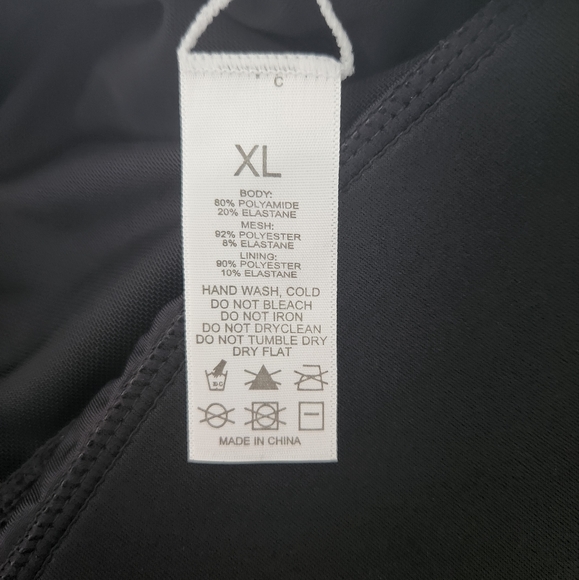 C
XL
BODY:
80% POLYAMIDE
20% ELASTANE
MESH:
92% POLYESTER
8% ELASTANE
LINING:
90% POLYESTER
10% ELASTANE
HAND WASH, COLD
DO NOT BLEACH
DO NOT IRON
DO NOT DRYCLEAN
DO NOT TUMBLE DRY
DRY FLAT
MADE IN CHINA